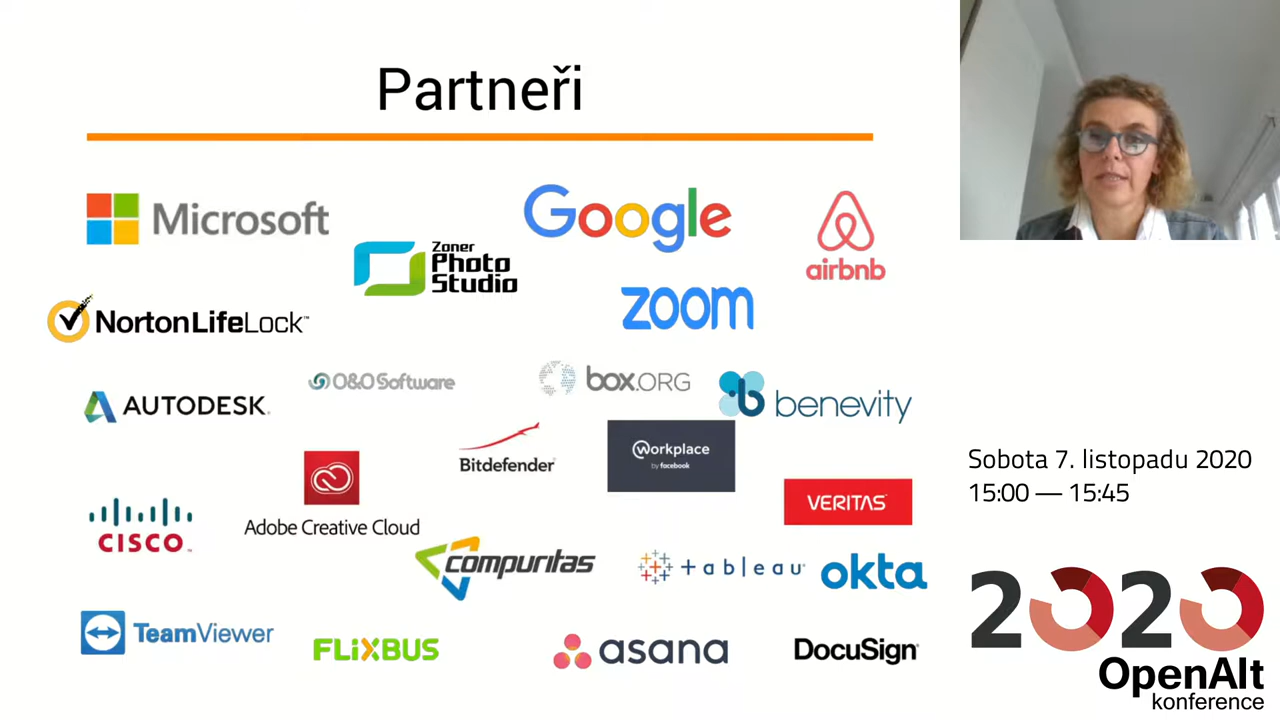 Partneři
Microsoft
Google
airbnb
Zoner
Photo
Studio
zoom
NortonLifeLock™
O&O Software
box.ORG
benevity
AUTODESK.
Bitdefender
Workplace
by facebook
VERITAS
Adobe Creative Cloud
CISCO
compuritas
+ableau
okta
TeamViewer
FLiXBUS
asana
DocuSign
Sobota 7. listopadu 2020
15:00 — 15:45
2020
OpenAlt
konference